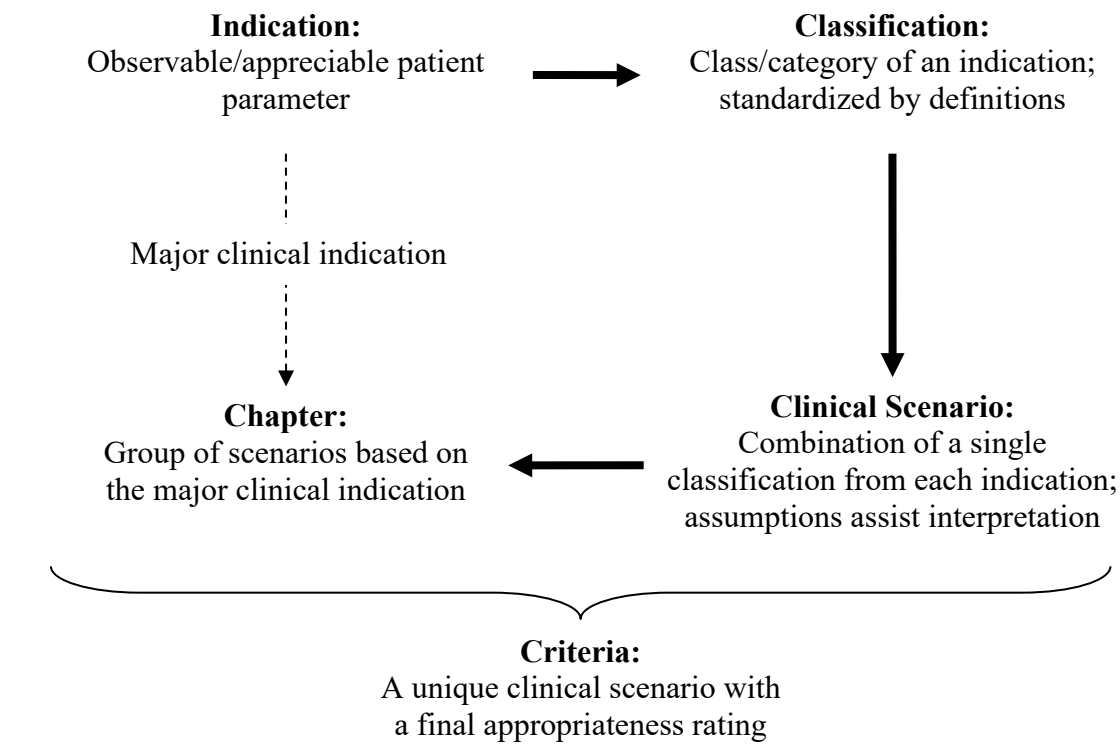 Indication:
Observable/appreciable patient
parameter
Classification:
Class/category of an indication;
standardized by definitions
Major clinical indication
Chapter:
Group of scenarios based on
the major clinical indication
Clinical Scenario:
Combination of a single
classification from each indication;
assumptions assist interpretation
Criteria:
A unique clinical scenario with
a final appropriateness rating